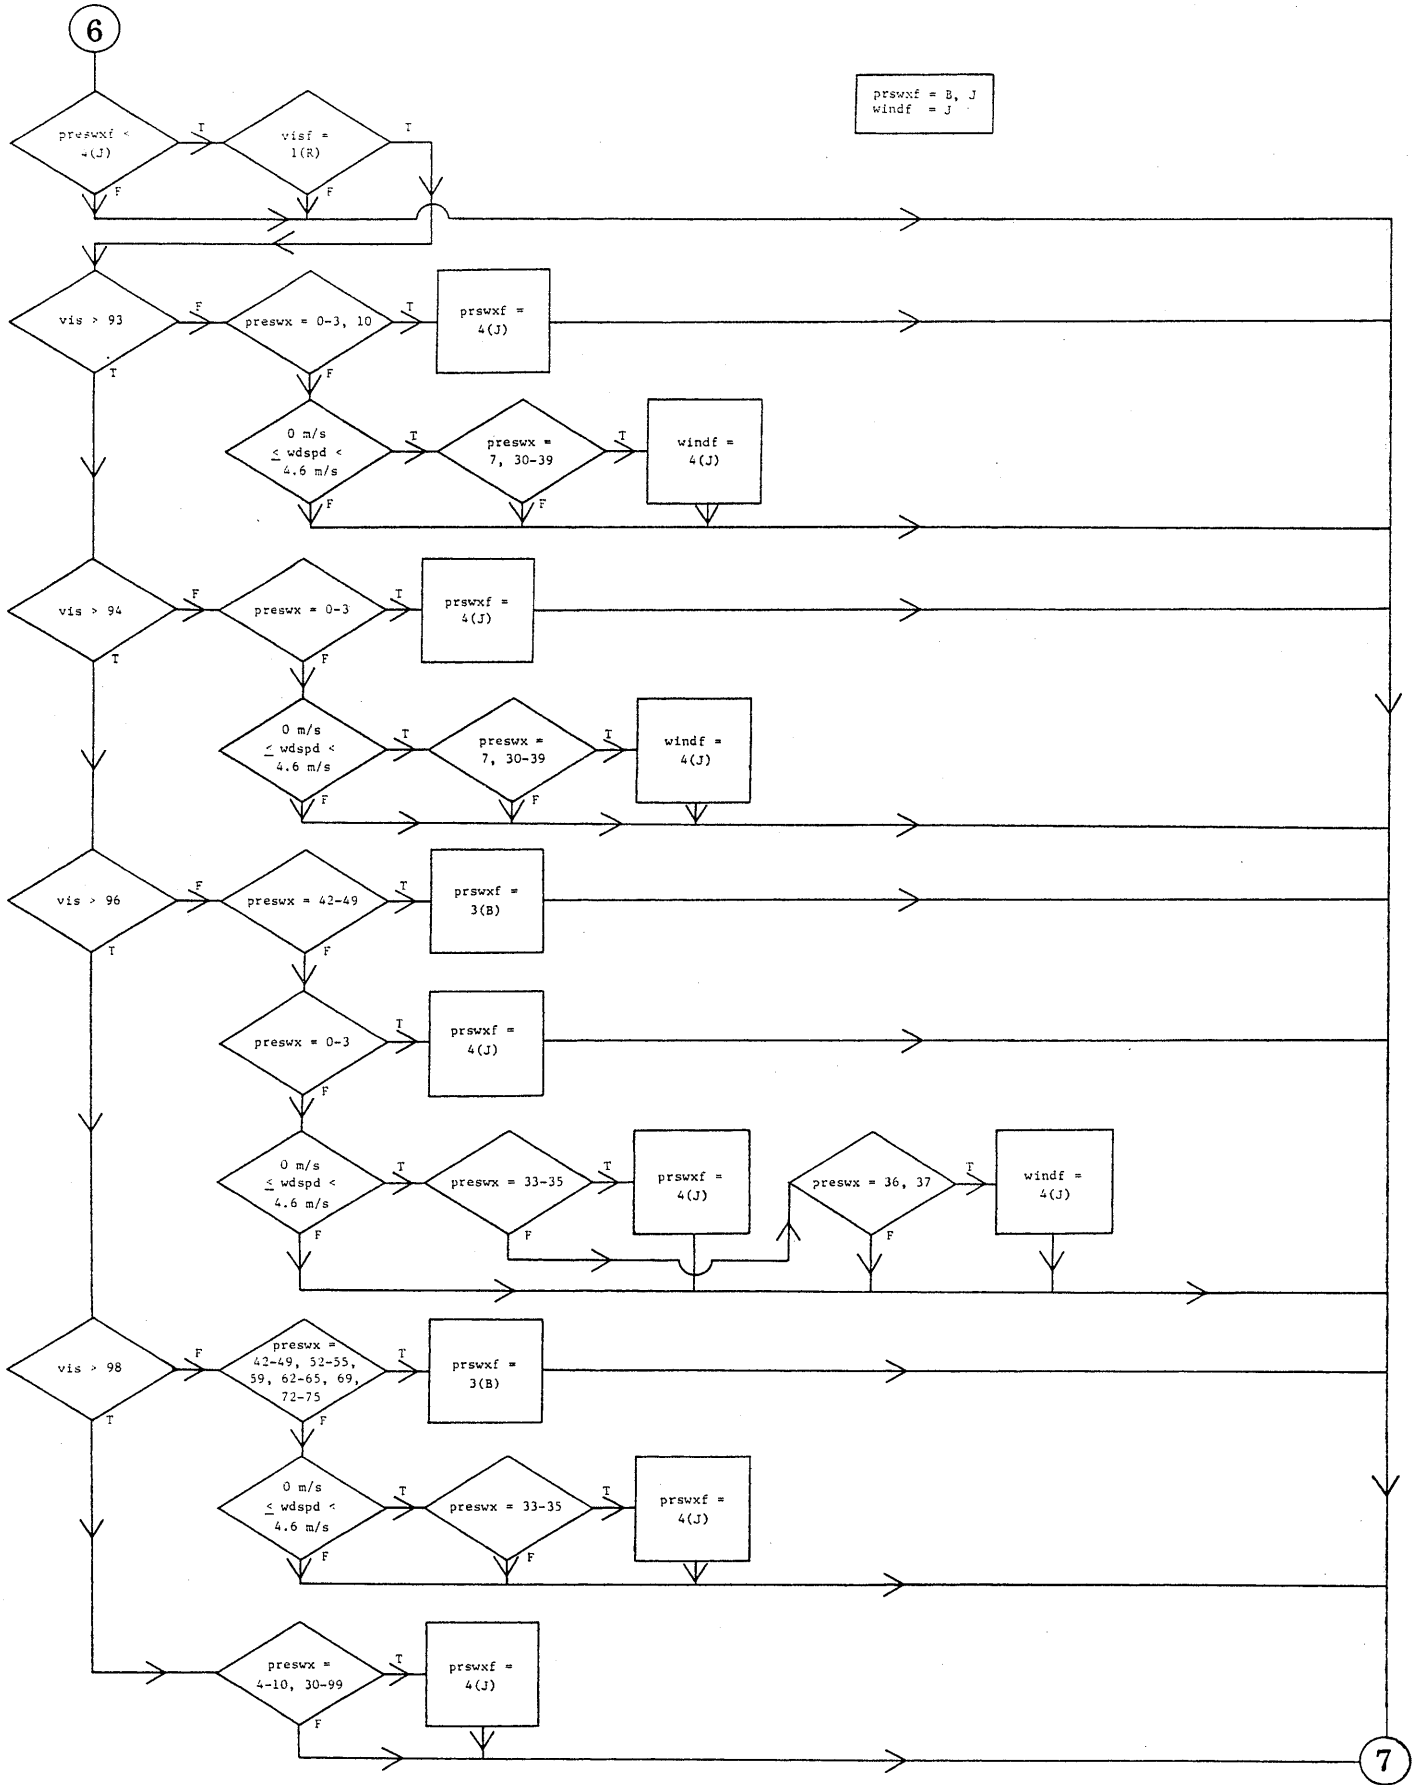 6
prswxf = B, J
windf = J
preswxf <
4(J)
T
visf =
1(R)
T
F
F
vis > 93
F
preswx = 0-3, 10
T
prswxf =
4(J)
T
F
0 m/s
≤ wdspd <
4.6 m/s
T
preswx =
7, 30-39
T
windf =
4(J)
F
F
vis > 94
F
preswx = 0-3
T
prswxf =
4(J)
T
F
0 m/s
≤ wdspd <
4.6 m/s
T
preswx =
7, 30-39
T
windf =
4(J)
F
F
vis > 96
F
preswx = 42-49
T
prswxf =
3(B)
T
F
preswx = 0-3
T
prswxf =
4(J)
F
0 m/s
≤ wdspd <
4.6 m/s
T
preswx = 33-35
T
prswxf =
4(J)
preswx = 36, 37
T
windf =
4(J)
F
F
F
vis > 98
F
preswx =
42-49, 52-55,
59, 62-65, 69,
72-75
T
prswxf =
3(B)
T
F
0 m/s
≤ wdspd <
4.6 m/s
T
preswx = 33-35
T
prswxf =
4(J)
F
F
preswx =
4-10, 30-99
T
prswxf =
4(J)
F
7